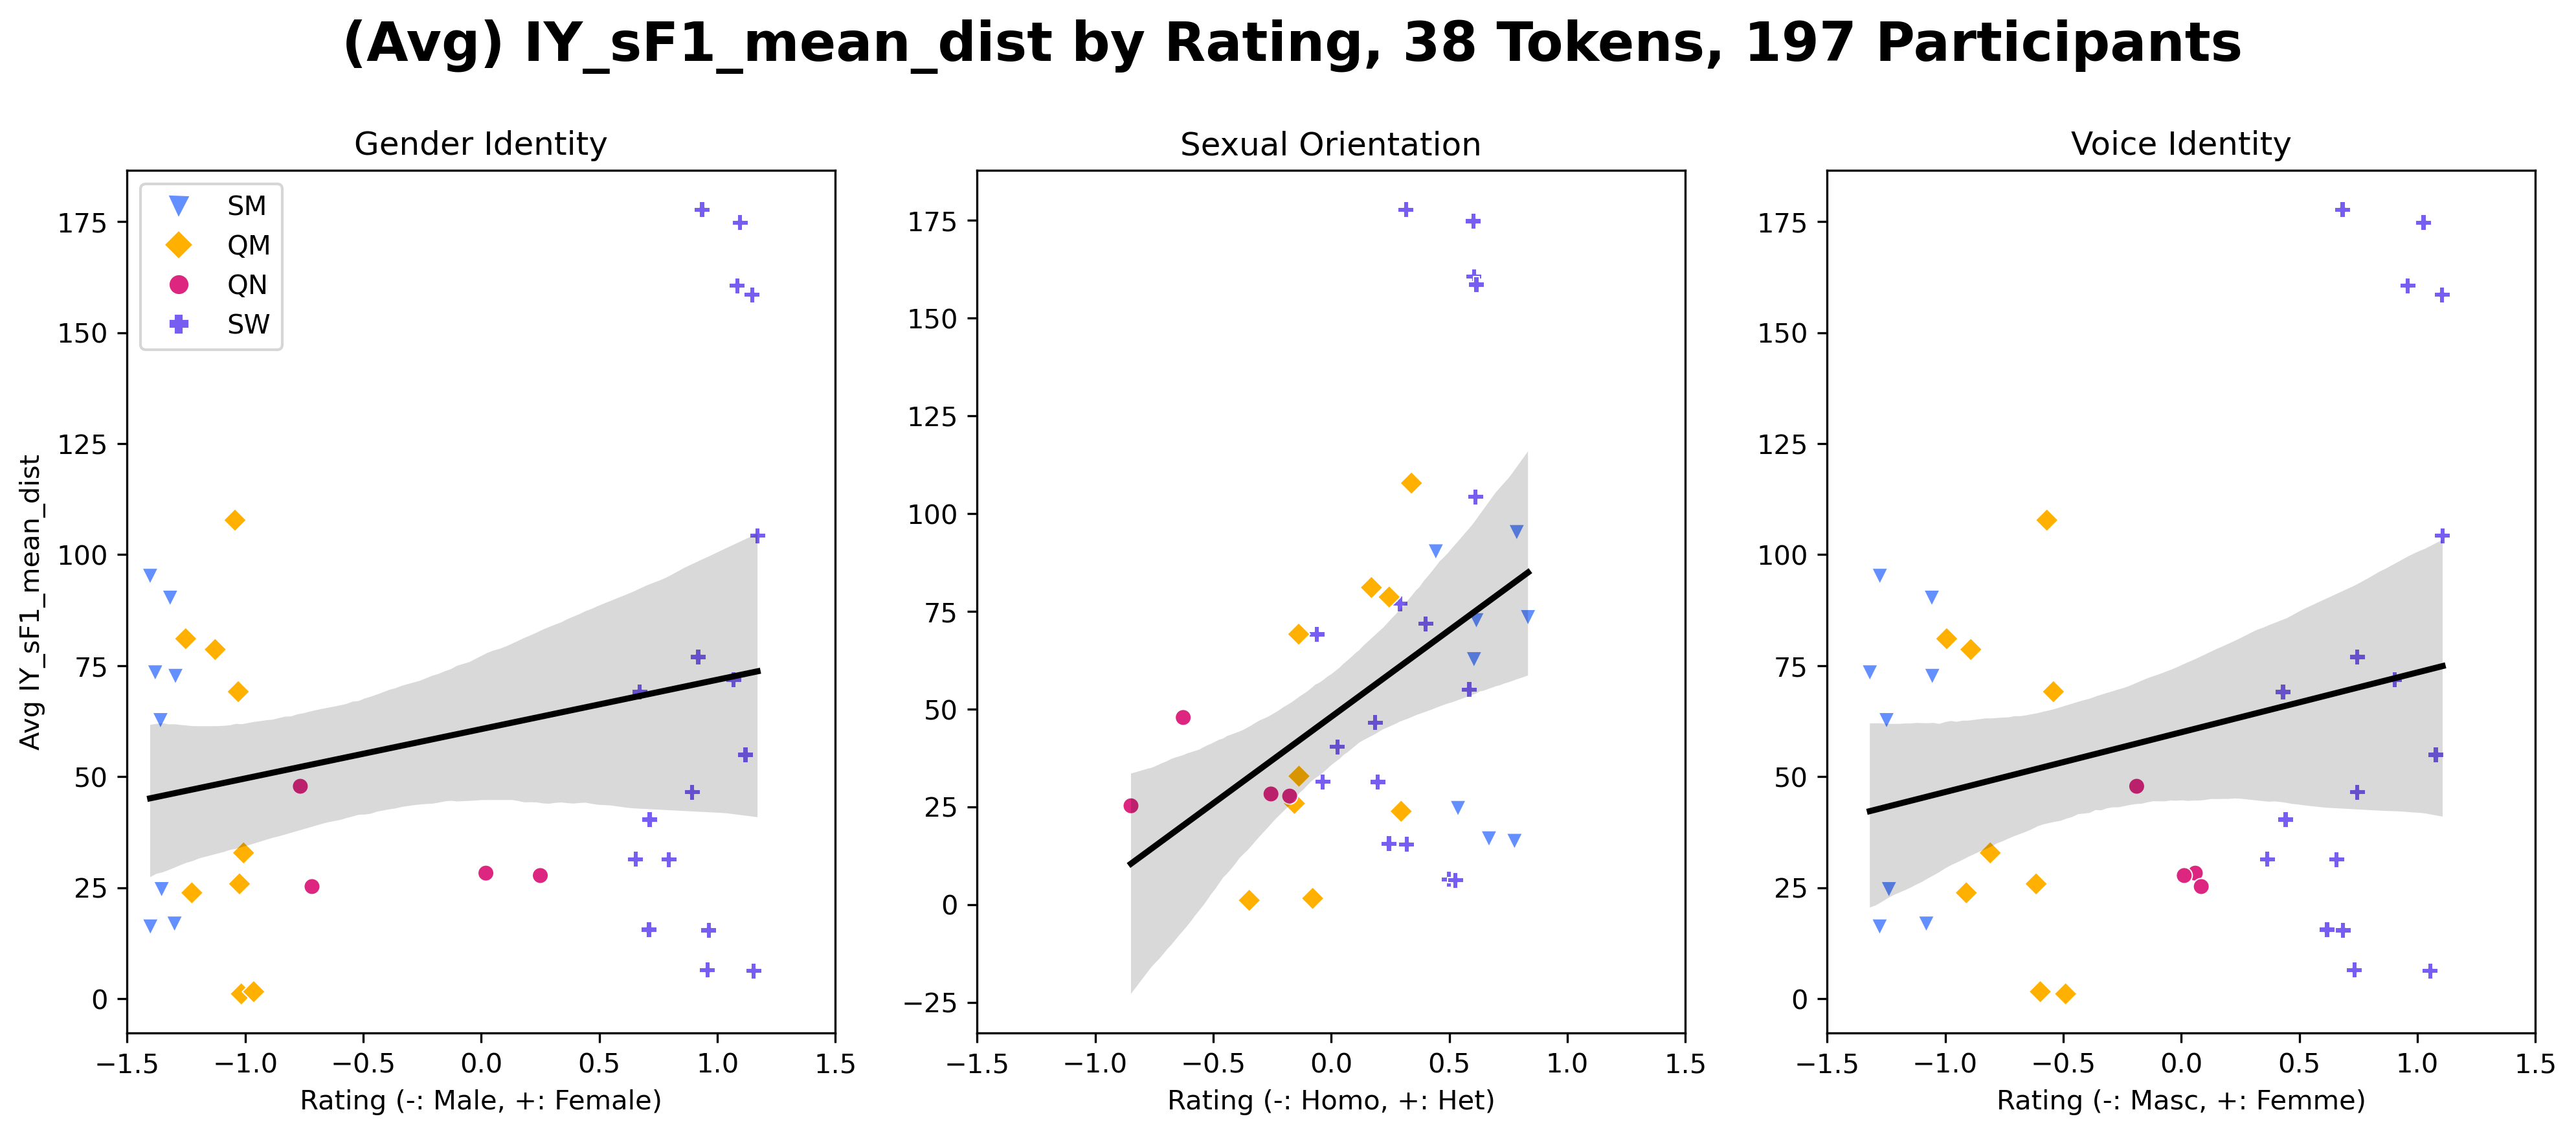 (Avg) IY_sF1_mean_dist by Rating, 38 Tokens, 197 Participants
Gender Identity
Sexual Orientation
Voice Identity
SM
QM
QN
SW
Avg IY_sF1_mean_dist
175
150
125
100
75
50
25
0
−1.5 −1.0 −0.5 0.0 0.5 1.0 1.5
Rating (-: Male, +: Female)
175
150
125
100
75
50
25
0
−25
−1.5 −1.0 −0.5 0.0 0.5 1.0 1.5
Rating (-: Homo, +: Het)
175
150
125
100
75
50
25
0
−1.5 −1.0 −0.5 0.0 0.5 1.0 1.5
Rating (-: Masc, +: Femme)